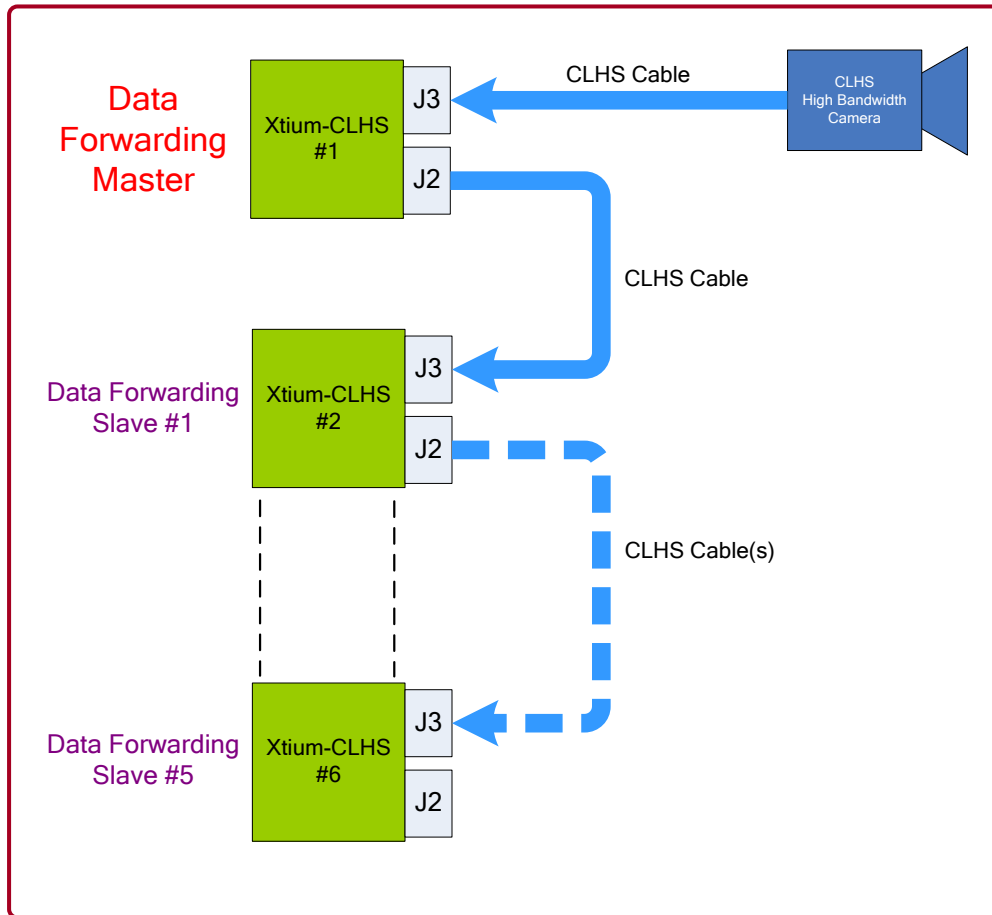 Data
Forwarding
Master
Xtium-CLHS
#1
J3
J2
CLHS Cable
CLHS
High Bandwidth
Camera
CLHS Cable
Data Forwarding
Slave #1
Xtium-CLHS
#2
J3
J2
CLHS Cable(s)
Data Forwarding
Slave #5
Xtium-CLHS
#6
J3
J2